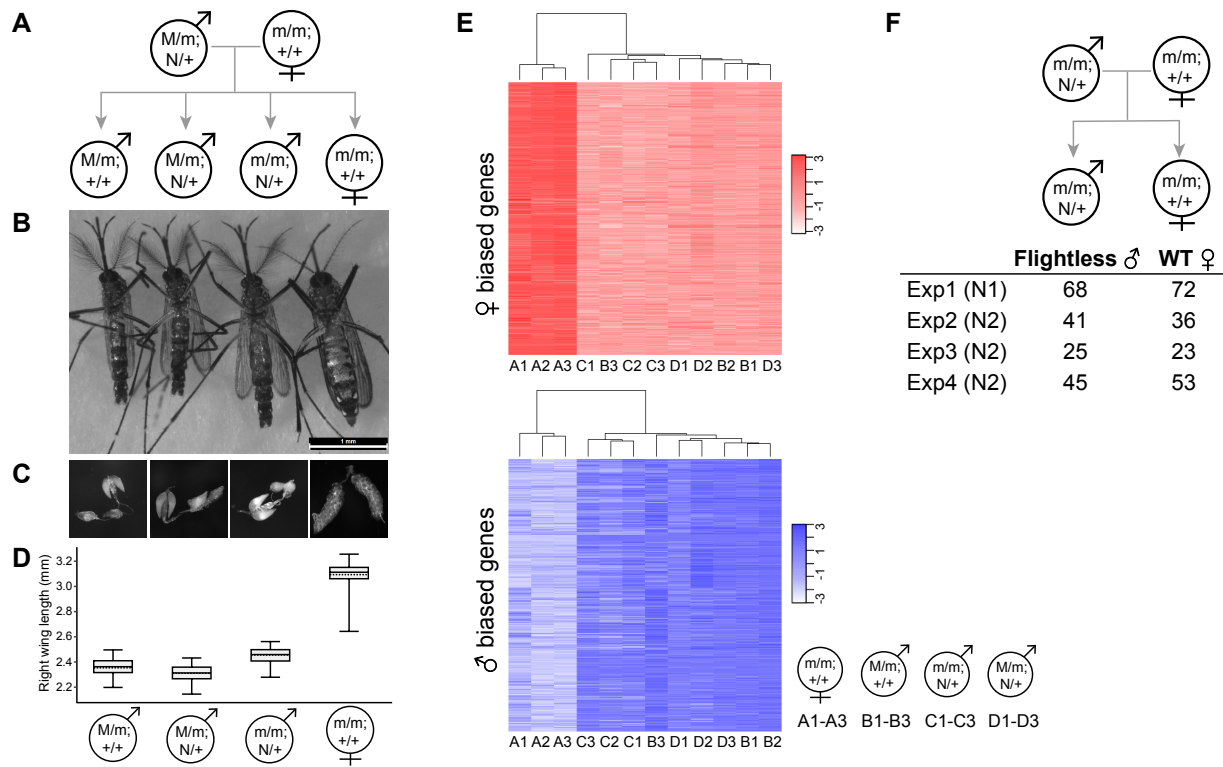 A
M/m;
N/+
m/m;
+/+
M/m;
+/+
M/m;
N/+
m/m;
N/+
m/m;
+/+
B
1 mm
C
D
Right wing length (mm)
3.2
3.0
2.8
2.6
2.4
2.2
M/m;
+/+
M/m;
N/+
m/m;
N/+
m/m;
+/+
E
♀ biased genes
3
1
-1
-3
A1 A2 A3 C1 B3 C2 C3 D1 D2 B2 B1 D3
♂ biased genes
3
1
-1
-3
A1 A2 A3 C3 C2 C1 B3 D1 D2 D3 B1 B2
m/m;
+/+
M/m;
+/+
m/m;
N/+
M/m;
N/+
A1-A3 B1-B3 C1-C3 D1-D3
F
m/m;
N/+
m/m;
+/+
m/m;
N/+
m/m;
+/+
Flightless ♂ WT ♀
Exp1 (N1) 68 72
Exp2 (N2) 41 36
Exp3 (N2) 25 23
Exp4 (N2) 45 53